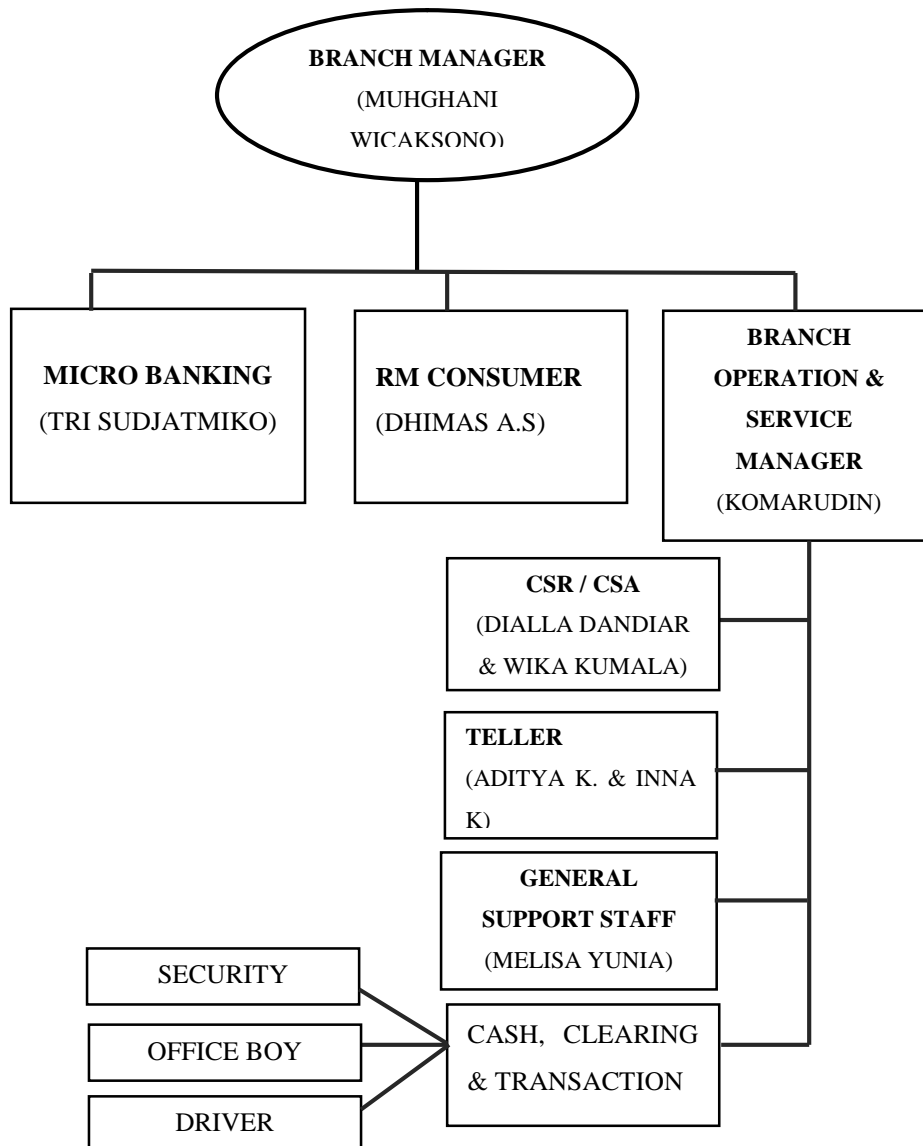 BRANCH MANAGER
(MUHGHANI
WICAKSONO)
MICRO BANKING
(TRI SUDJATMIKO)
RM CONSUMER
(DHIMAS A.S)
BRANCH
OPERATION &
SERVICE
MANAGER
(KOMARUDIN)
CSR / CSA
(DIALLA DANDIAR
& WIKA KUMALA)
TELLER
(ADITYA K. & INNA
K)
GENERAL
SUPPORT STAFF
(MELISA YUNIA)
SECURITY
OFFICE BOY
DRIVER
CASH, CLEARING
& TRANSACTION